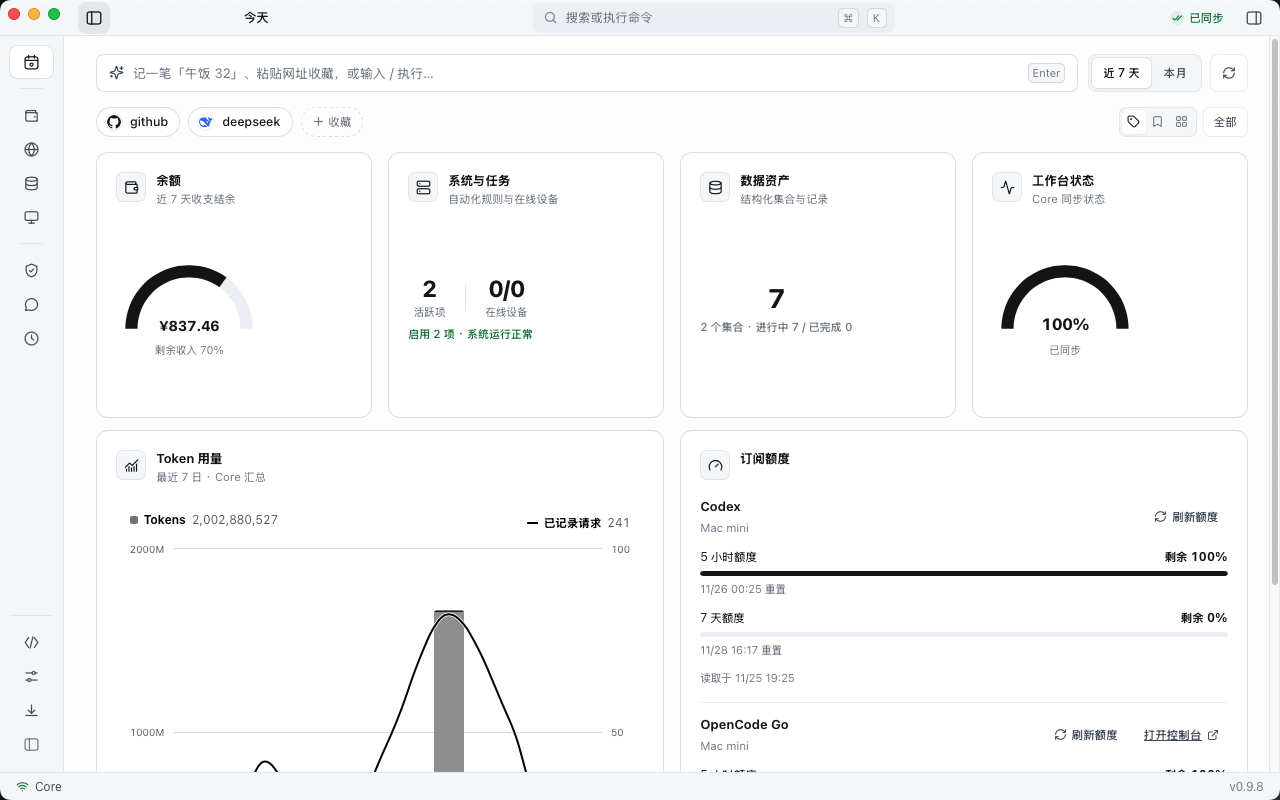 今天
搜索或执行命令 ⌘ K
已同步
记一笔「午饭 32」、粘贴网址收藏，或输入 / 执行... Enter
近 7 天 本月
github deepseek + 收藏
全部
余额
近 7 天收支结余
¥837.46
剩余收入 70%
系统与任务
自动化规则与在线设备
2 0/0
活跃项 在线设备
启用 2 项 · 系统运行正常
数据资产
结构化集合与记录
7
2 个集合 · 进行中 7 / 已完成 0
工作台状态
Core 同步状态
100%
已同步
Token 用量
最近 7 日 · Core 汇总
Tokens 2,002,880,527
已记录请求 241
2000M 100
1000M 50
订阅额度
Codex
Mac mini
刷新额度
5 小时额度 剩余 100%
11/26 00:25 重置
7 天额度 剩余 0%
11/28 16:17 重置
读取于 11/25 19:25
OpenCode Go
Mac mini
刷新额度 打开控制台
5 小时额度 剩余 100%
Core
v0.9.8